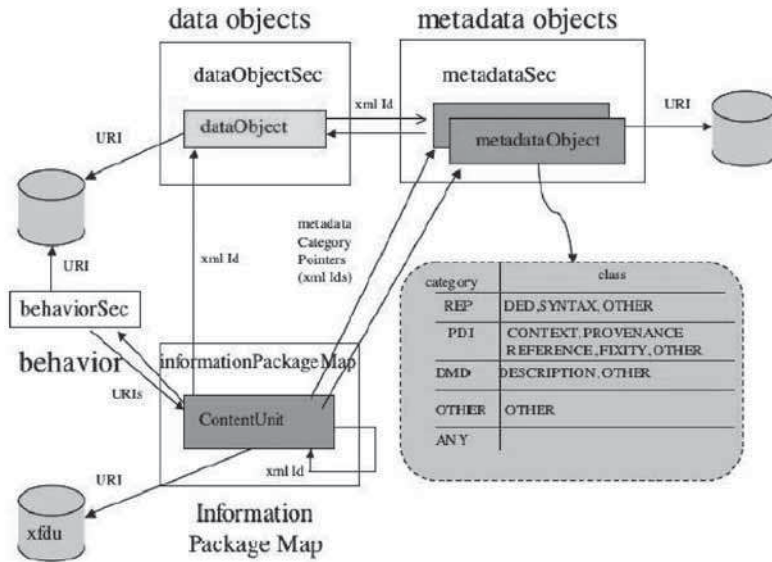 data objects
metadata objects
dataObjectSec
metadataSec
xml Id
URI
dataObject
metadataObject
URI
metadata
Category
Pointers
(xml Ids)
URI
xml Id
behaviorSec
behavior
informationPackageMap
URIs
ContentUnit
xml Id
URI
xfdu
Information
Package Map
category class
REP DED,SYNTAX, OTHER
PDI CONTEXT,PROVENANCE
REFERENCE,FIXITY,OTHER
DMD DESCRIPTION,OTHER
OTHER OTHER
ANY